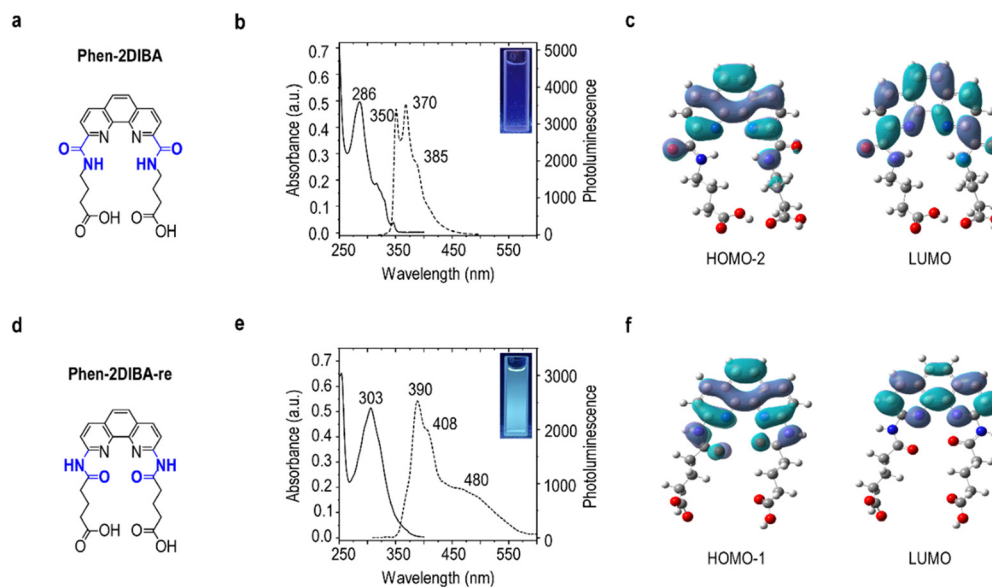 a
Phen-2DIBA
O
NH
N
N
HN
O
O
OH
O
OH
b
Absorbance (a.u.)
0.7
0.6
0.5
0.4
0.3
0.2
0.1
0.0
286
350
370
385
5000
4000
3000
2000
1000
0
Photoluminescence
250 350 450 550
Wavelength (nm)
c
HOMO-2
LUMO
d
Phen-2DIBA-re
HN
O
N
N
NH
O
O
OH
O
OH
e
Absorbance (a.u.)
0.7
0.6
0.5
0.4
0.3
0.2
0.1
0.0
303
390
408
480
3000
2000
1000
0
Photoluminescence
250 350 450 550
Wavelength (nm)
f
HOMO-1
LUMO